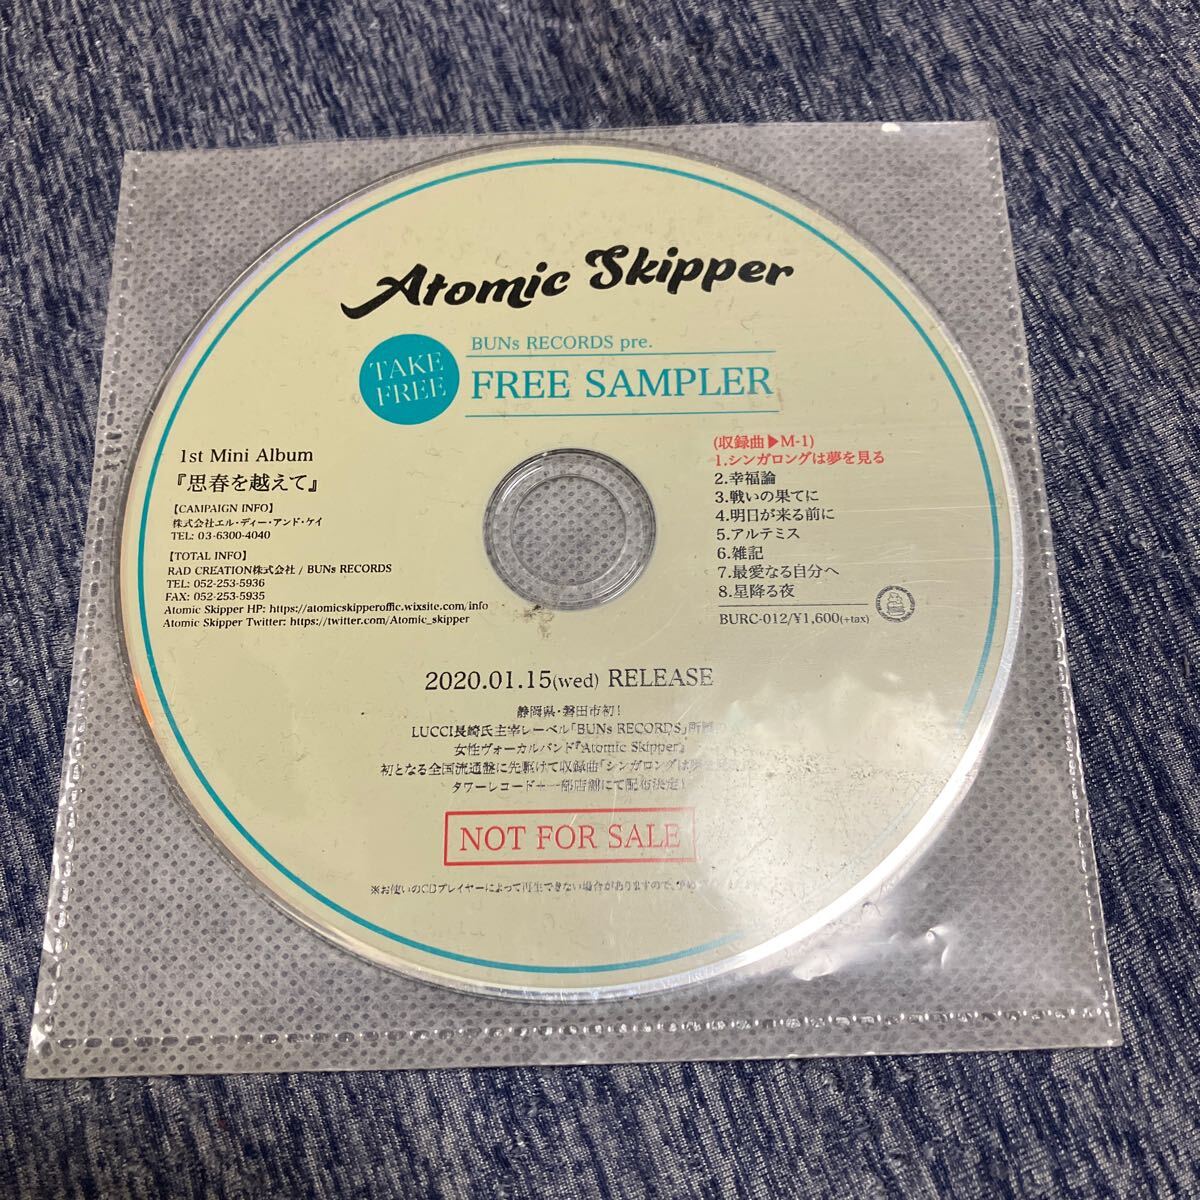 Atomic Skipper
TAKE
FREE
BUNs RECORDS pre.
FREE SAMPLER
1st Mini Album
『思春を越えて』
【CAMPAIGN INFO】
株式会社エル・ディー・アンド・ケイ
TEL: 03-6300-4040
【TOTAL INFO】
RAD CREATION株式会社 / BUNs RECORDS
TEL: 052-253-5936
FAX: 052-253-5935
Atomic Skipper HP: https://atomicskipperoffic.wixsite.com/info
Atomic Skipper Twitter: https://twitter.com/Atomic_skipper
(収録曲▶M-1)
1.シンガロングは夢を見る
2.幸福論
3.戦いの果てに
4.明日が来る前に
5.アルテミス
6.雑記
7.最愛なる自分へ
8.星降る夜
BURC-012/¥1,600(+tax)
2020.01.15(wed) RELEASE
静岡県・磐田市初！
LUCCI長崎氏主宰レーベル「BUNs RECORDS」所属
女性ヴォーカルバンド『Atomic Skipper』
初となる全国流通盤に先駆けて収録曲「シンガロングは夢を見る
タワーレコード+一部店舗にて配布決定！
NOT FOR SALE
※お使いのCDプレイヤーによって再生できない場合がありますので、予め